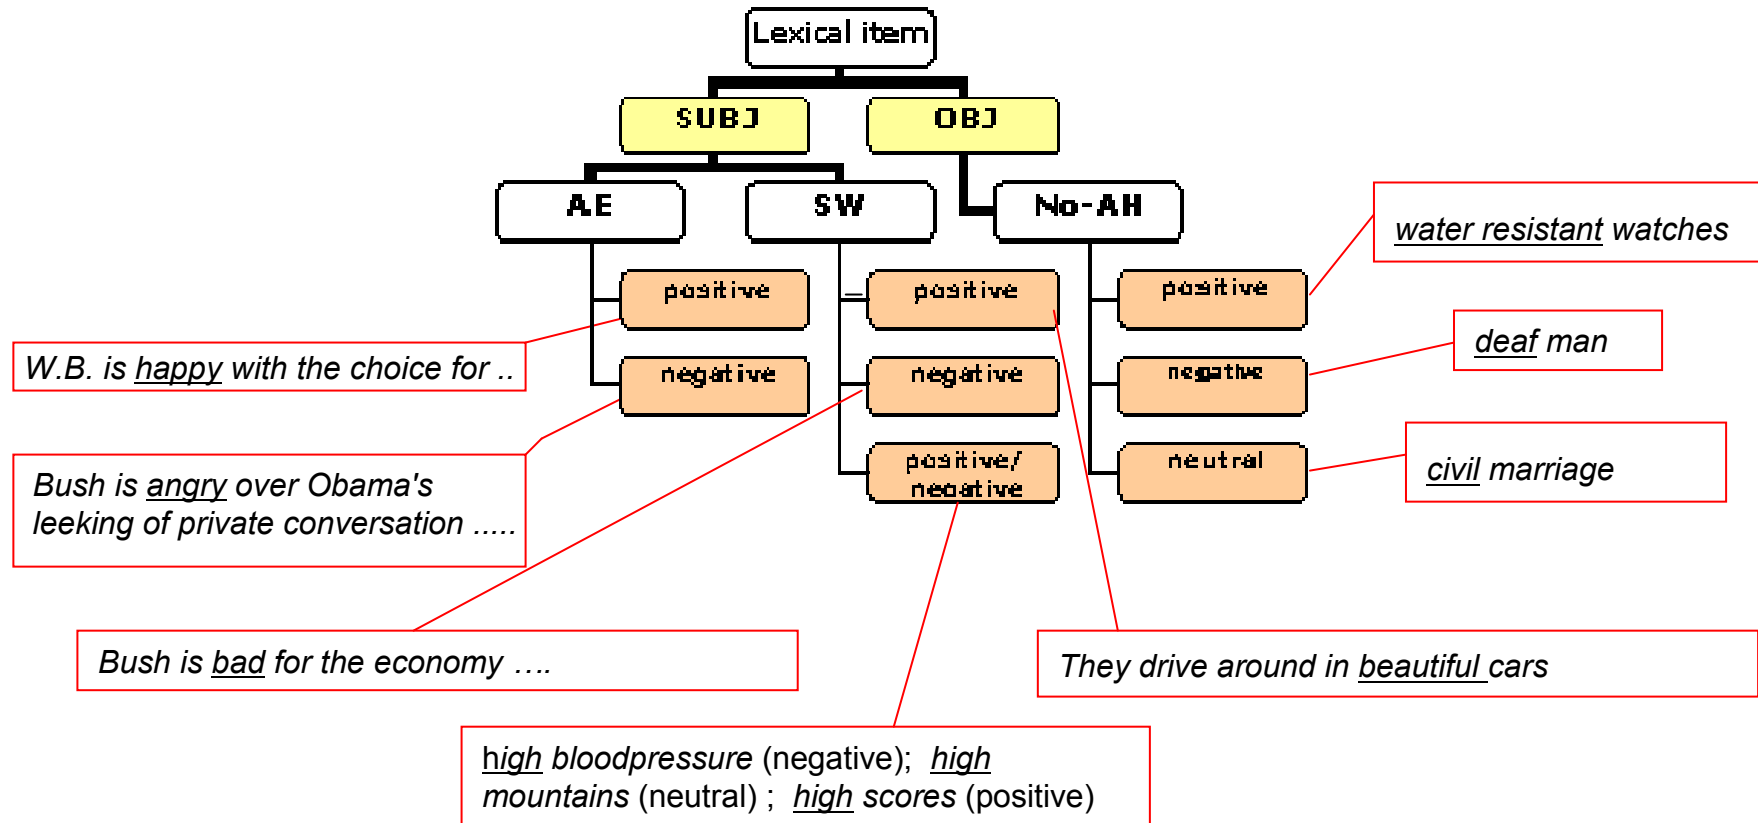 Lexical item
SUBJ
OBJ
AE
SW
No-AH
positive
negative
positive
negative
positive/
negative
positive
negative
neutral
water resistant watches
deaf man
civil marriage
W.B. is happy with the choice for ..
Bush is angry over Obama's
leeking of private conversation .....
Bush is bad for the economy ….
They drive around in beautiful cars
high bloodpressure (negative); high
mountains (neutral) ; high scores (positive)